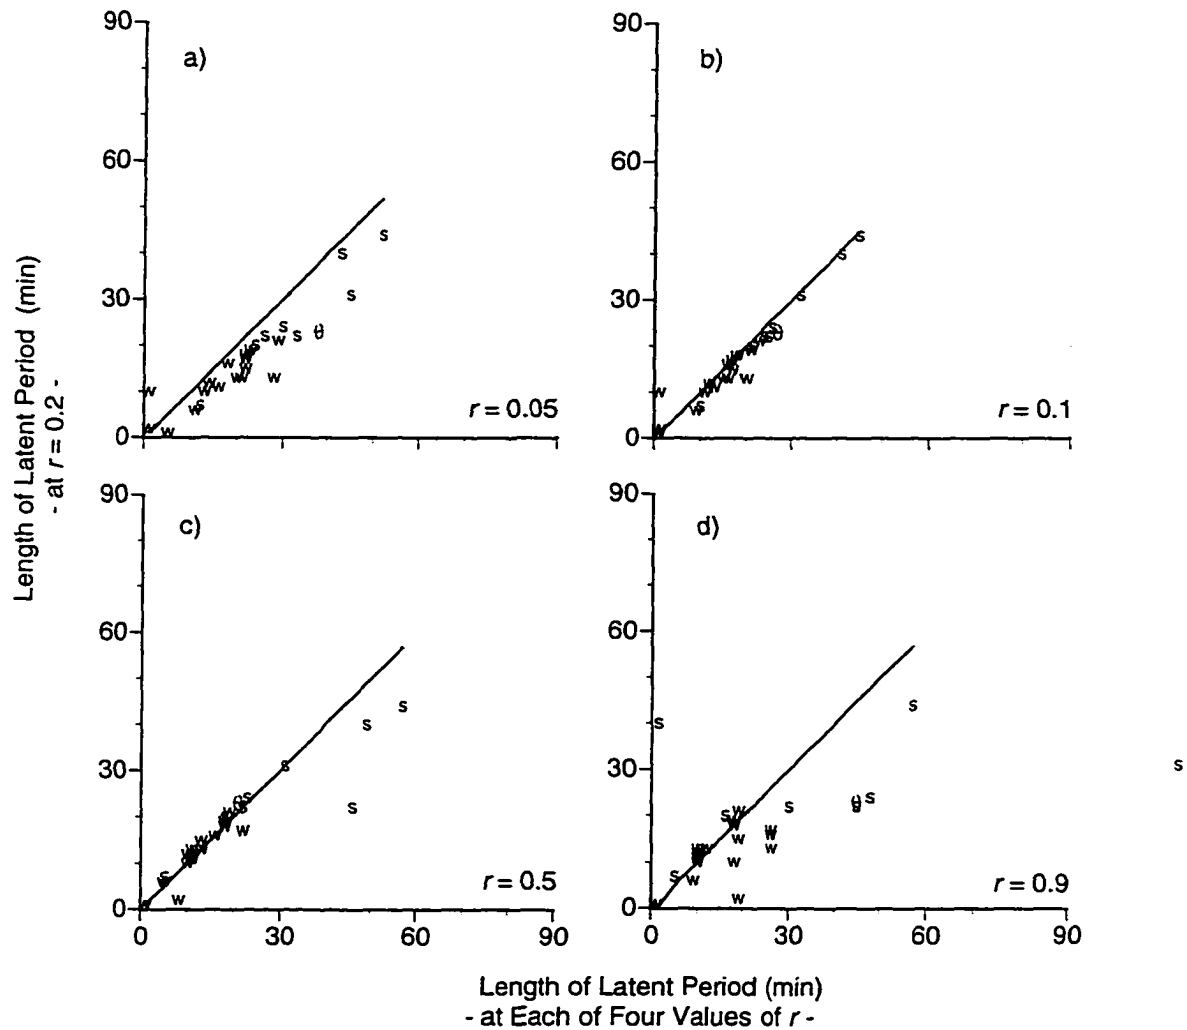 90
a)
60
30
0
r = 0.05
90
b)
60
30
0
r = 0.1
Length of Latent Period (min)
- at r = 0.2 -
90
c)
60
30
0
r = 0.5
0 30 60 90
90
d)
60
30
0
r = 0.9
0 30 60 90
Length of Latent Period (min)
- at Each of Four Values of r -